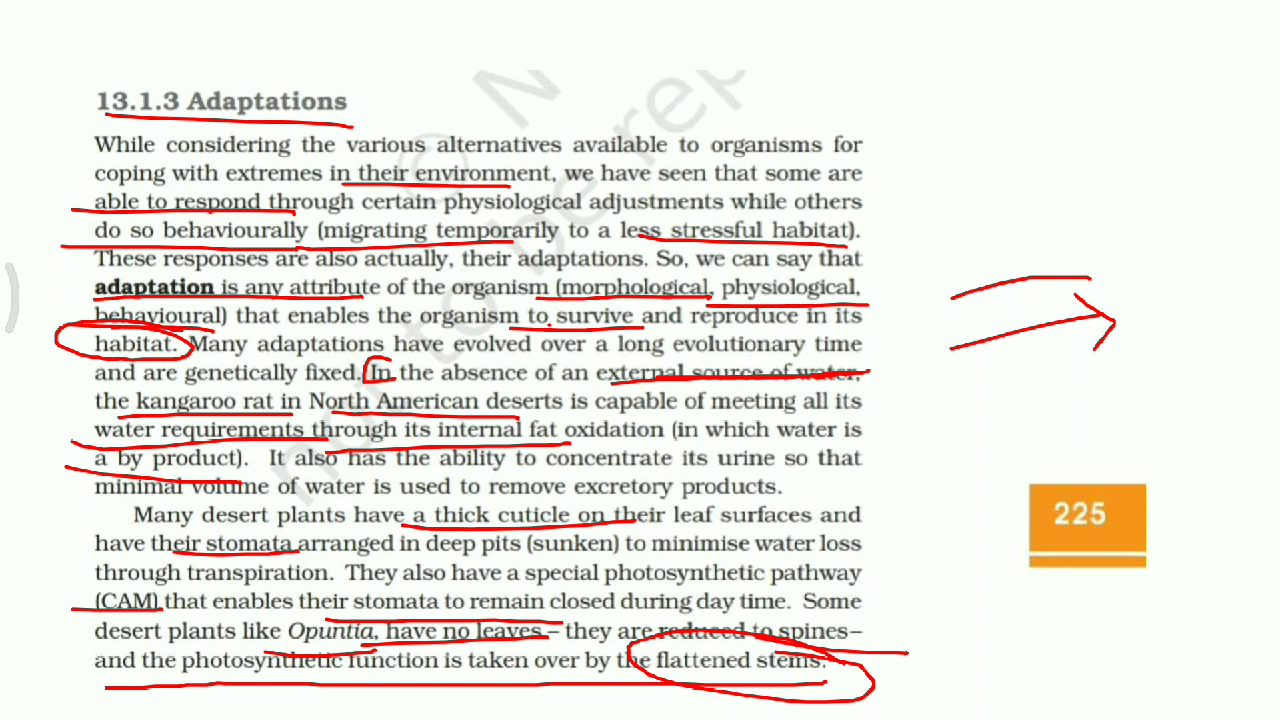 13.1.3 Adaptations
While considering the various alternatives available to organisms for
coping with extremes in their environment, we have seen that some are
able to respond through certain physiological adjustments while others
do so behaviourally (migrating temporarily to a less stressful habitat).
These responses are also actually, their adaptations. So, we can say that
adaptation is any attribute of the organism (morphological, physiological,
behavioural) that enables the organism to survive and reproduce in its
habitat. Many adaptations have evolved over a long evolutionary time
and are genetically fixed. In the absence of an external source of water,
the kangaroo rat in North American deserts is capable of meeting all its
water requirements through its internal fat oxidation (in which water is
a by product). It also has the ability to concentrate its urine so that
minimal volume of water is used to remove excretory products.
Many desert plants have a thick cuticle on their leaf surfaces and
have their stomata arranged in deep pits (sunken) to minimise water loss
through transpiration. They also have a special photosynthetic pathway
(CAM) that enables their stomata to remain closed during day time. Some
desert plants like Opuntia, have no leaves – they are reduced to spines–
and the photosynthetic function is taken over by the flattened stems.
225
© N
not to be rep